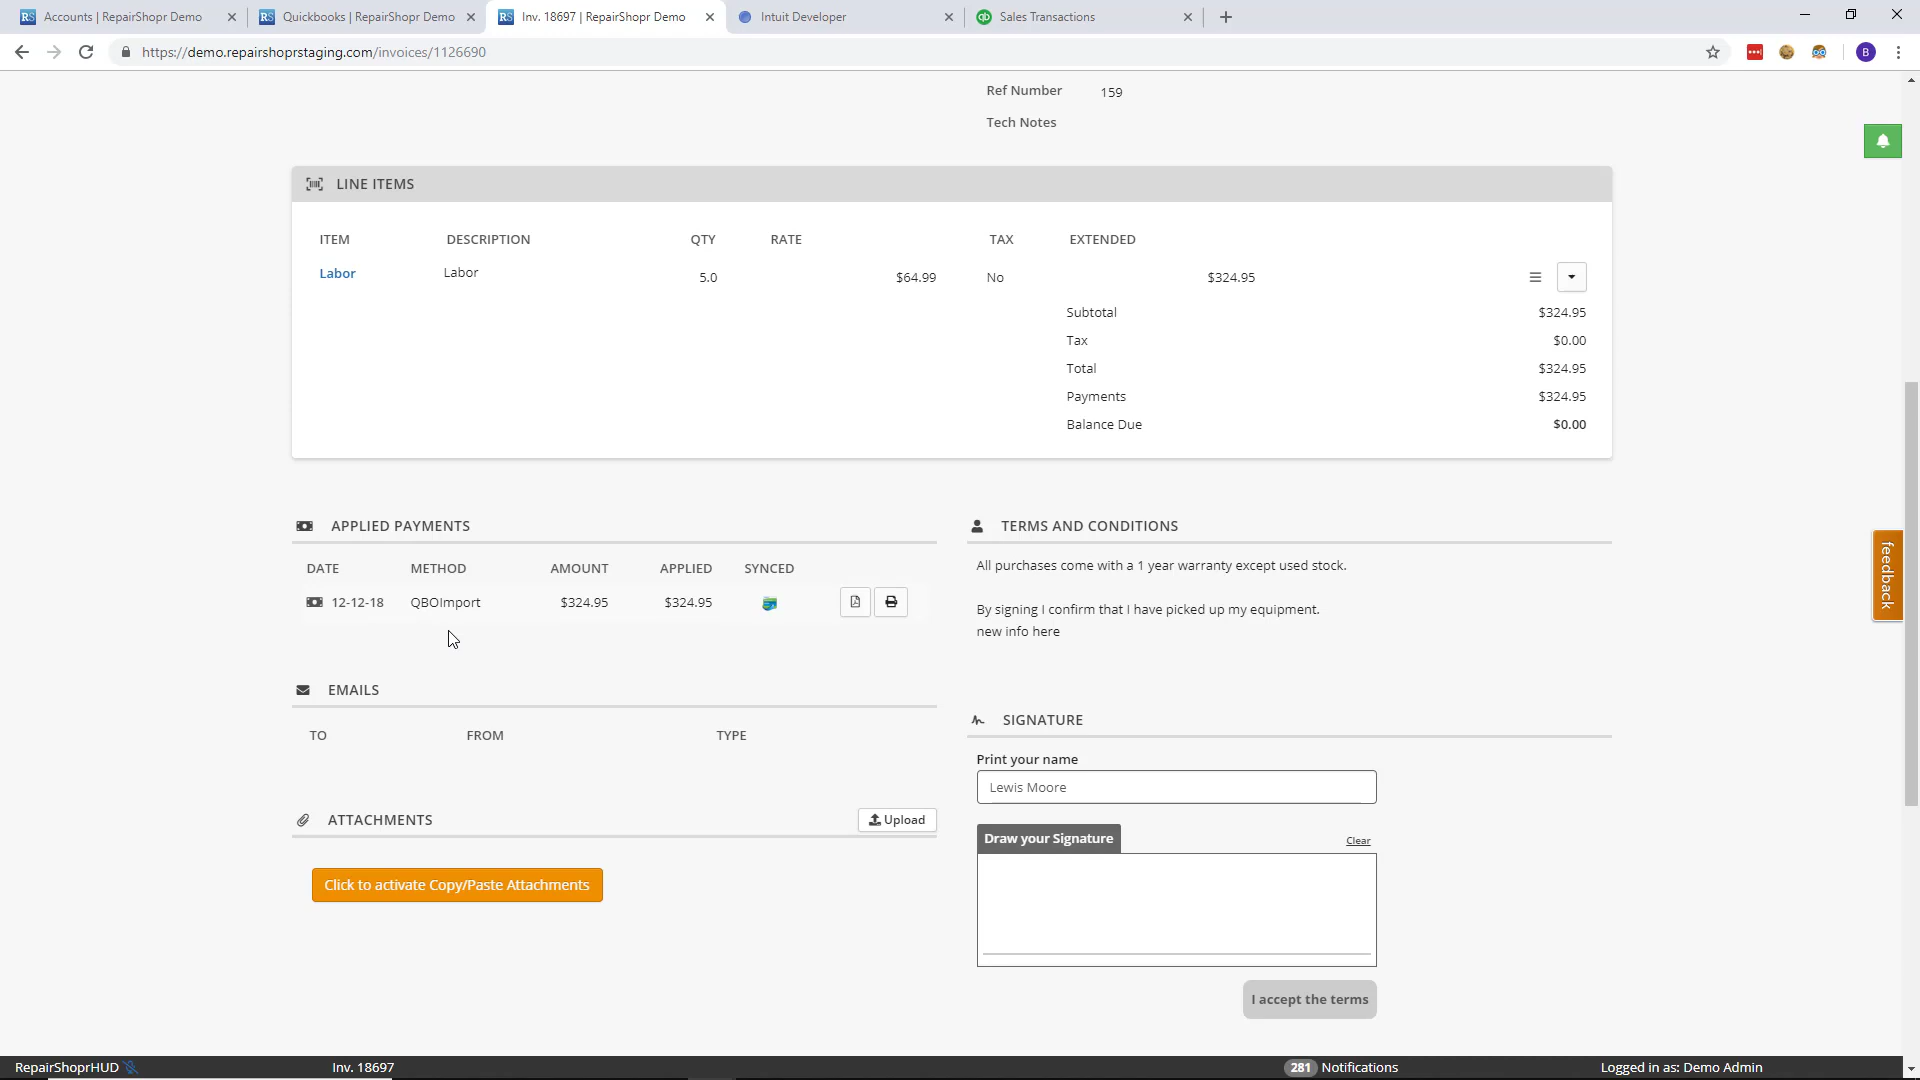 Accounts | RepairShopr Demo
Quickbooks | RepairShopr Demo
Inv. 18697 | RepairShopr Demo
Intuit Developer
Sales Transactions
https://demo.repairshoprstaging.com/invoices/1126690
B
Ref Number 159
Tech Notes
LINE ITEMS
ITEM DESCRIPTION QTY RATE TAX EXTENDED
Labor Labor 5.0 $64.99 No $324.95
Subtotal $324.95
Tax $0.00
Total $324.95
Payments $324.95
Balance Due $0.00
feedback
APPLIED PAYMENTS
DATE METHOD AMOUNT APPLIED SYNCED
12-12-18 QBOImport $324.95 $324.95
TERMS AND CONDITIONS
All purchases come with a 1 year warranty except used stock.
By signing I confirm that I have picked up my equipment.
new info here
EMAILS
TO FROM TYPE
SIGNATURE
Print your name
Lewis Moore
ATTACHMENTS
Upload
Draw your Signature
Clear
Click to activate Copy/Paste Attachments
I accept the terms
RepairShoprHUD
Inv. 18697
281 Notifications
Logged in as: Demo Admin